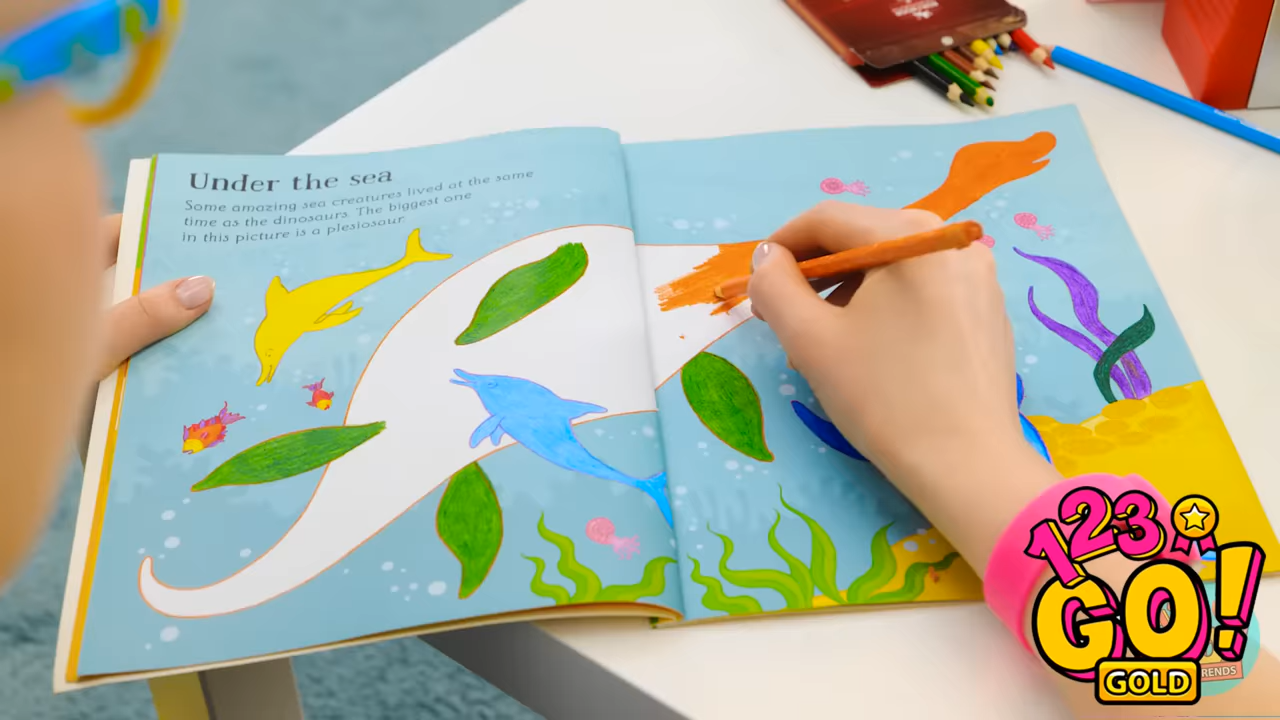 Under the sea
Some amazing sea creatures lived at the same
time as the dinosaurs. The biggest one
in this picture is a plesiosaur.
123
GO!
GOLD
RENDS